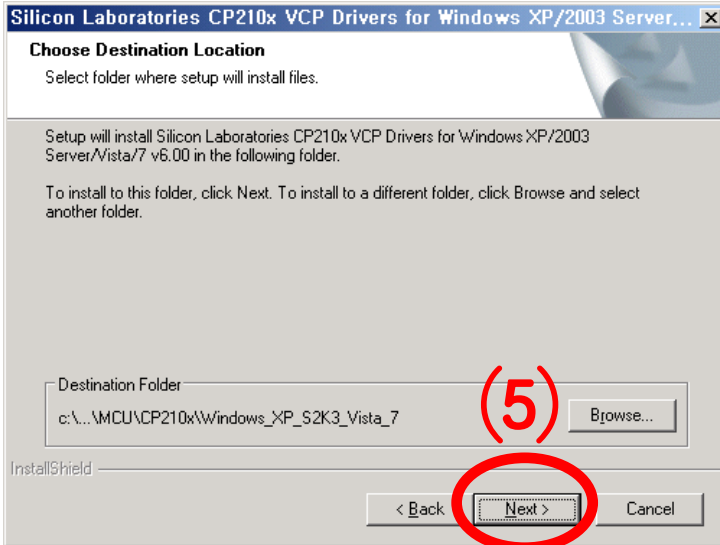 Silicon Laboratories CP210x VCP Drivers for Windows XP/2003 Server...
Choose Destination Location
Select folder where setup will install files.
Setup will install Silicon Laboratories CP210x VCP Drivers for Windows XP/2003
Server/Vista/7 v6.00 in the following folder.
To install to this folder, click Next. To install to a different folder, click Browse and select
another folder.
Destination Folder
(5)
c:\...\MCU\CP210x\Windows_XP_S2K3_Vista_7
Browse...
InstallShield
< Back
Next >
Cancel